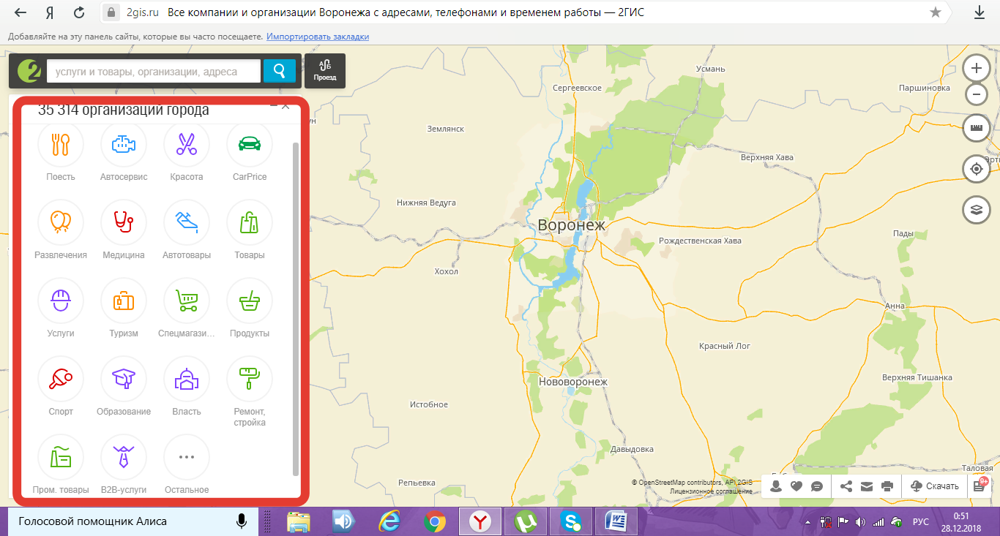 Я
2gis.ru Все компании и организации Воронежа с адресами, телефонами и временем работы — 2ГИС
Добавляйте на эту панель сайты, которые вы часто посещаете. Импортировать закладки
2
услуги и товары, организации, адреса
АБ
Проезд
35 314 организаций города
Поесть
Автосервис
Красота
CarPrice
Развлечения
Медицина
Автотовары
Товары
Услуги
Туризм
Спецмагази...
Продукты
Спорт
Образование
Власть
Ремонт,
стройка
Пром. товары
B2B-услуги
Остальное
Усмань
Сергеевское
Паршиновка
Землянск
Верхняя Хава
Нижняя Ведуга
Воронеж
Рождественская Хава
Пады
Хохол
Анна
Красный Лог
Нововоронеж
Верхняя Тишанка
Истобное
Давыдовка
Таловая
Репьевка
© OpenStreetMap contributors, API 2GIS
Лицензионное соглашение
Скачать
9+
Голосовой помощник Алиса
Y
S
W
РУС
0:51
28.12.2018